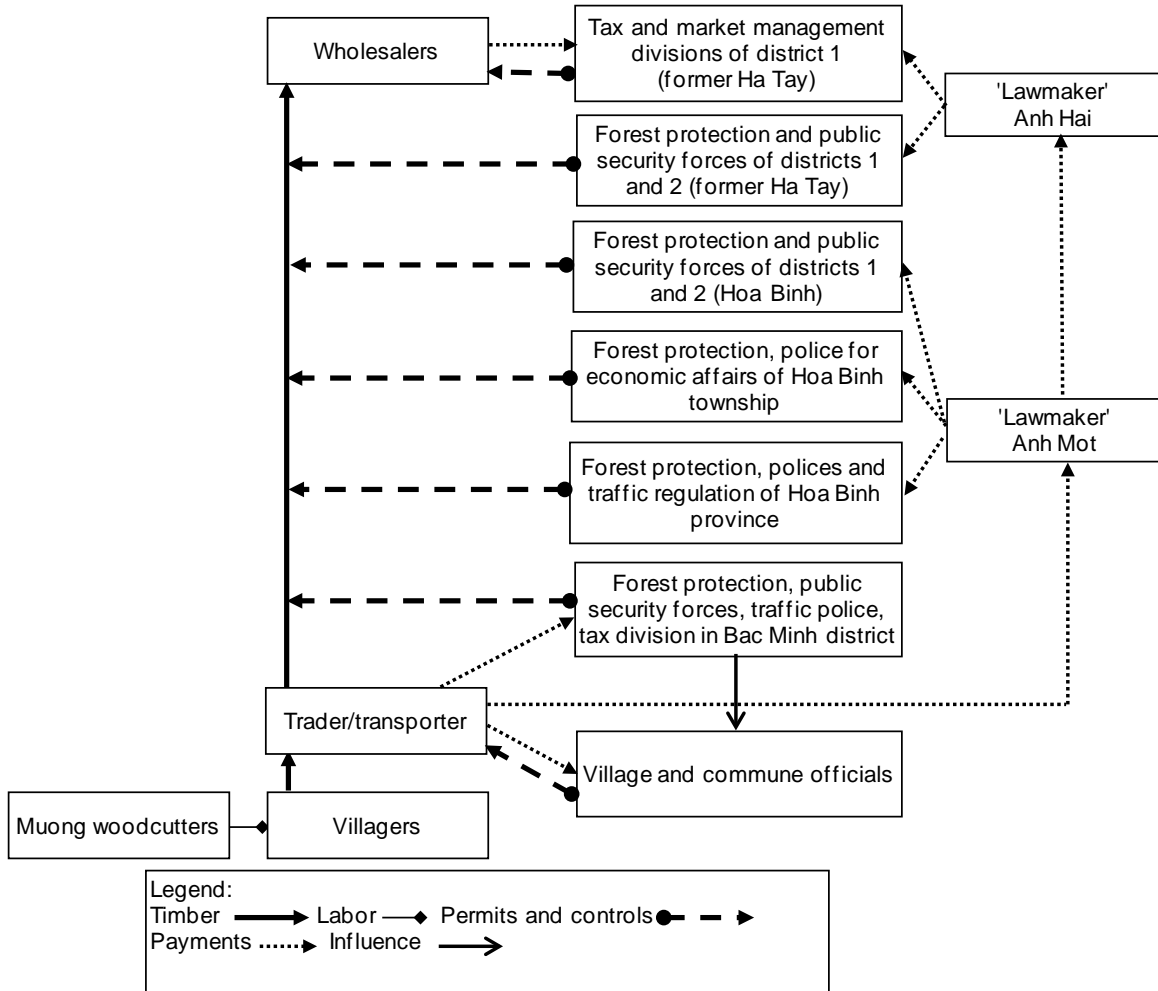 Wholesalers
Tax and market management
divisions of district 1
(former Ha Tay)
'Lawmaker'
Anh Hai
Forest protection and public
security forces of districts 1
and 2 (former Ha Tay)
Forest protection and public
security forces of districts 1
and 2 (Hoa Binh)
Forest protection, police for
economic affairs of Hoa Binh
township
'Lawmaker'
Anh Mot
Forest protection, polices and
traffic regulation of Hoa Binh
province
Forest protection, public
security forces, traffic police,
tax division in Bac Minh district
Trader/transporter
Village and commune officials
Muong woodcutters
Villagers
Legend:
Timber Labor Permits and controls
Payments Influence